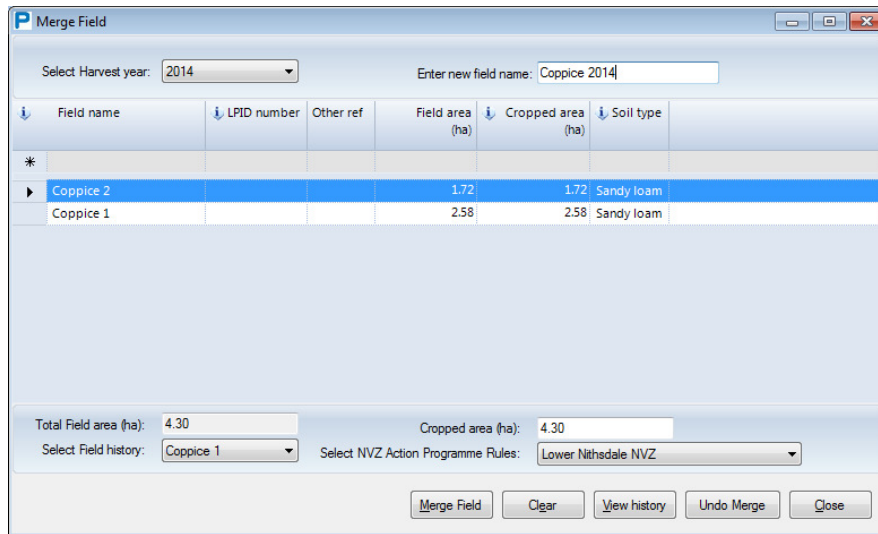 P Merge Field
Select Harvest year: 2014 Enter new field name: Coppice 2014
i Field name i LPID number Other ref Field area (ha) i Cropped area (ha) i Soil type
*
Coppice 2 1.72 1.72 Sandy loam
Coppice 1 2.58 2.58 Sandy loam
Total Field area (ha): 4.30 Cropped area (ha): 4.30
Select Field history: Coppice 1 Select NVZ Action Programme Rules: Lower Nithsdale NVZ
Merge Field Clear View history Undo Merge Close